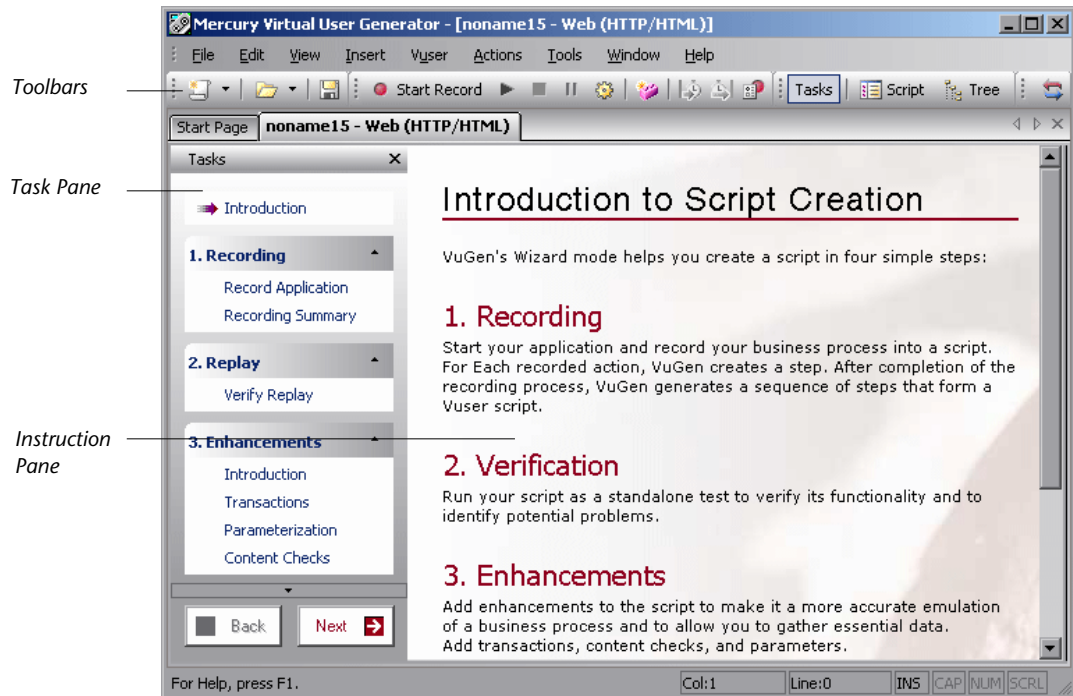 Mercury Virtual User Generator - [noname15 - Web (HTTP/HTML)]
File Edit View Insert Vuser Actions Tools Window Help
Toolbars
Start Record Tasks Script Tree
Start Page noname15 - Web (HTTP/HTML)
Tasks
Task Pane
Introduction
1. Recording
Record Application
Recording Summary
2. Replay
Verify Replay
Instruction
Pane
3. Enhancements
Introduction
Transactions
Parameterization
Content Checks
Back Next
Introduction to Script Creation
VuGen's Wizard mode helps you create a script in four simple steps:
1. Recording
Start your application and record your business process into a script.
For Each recorded action, VuGen creates a step. After completion of the
recording process, VuGen generates a sequence of steps that form a
Vuser script.
2. Verification
Run your script as a standalone test to verify its functionality and to
identify potential problems.
3. Enhancements
Add enhancements to the script to make it a more accurate emulation
of a business process and to allow you to gather essential data.
Add transactions, content checks, and parameters.
For Help, press F1. Col:1 Line:0 INS CAP NUM SCRL